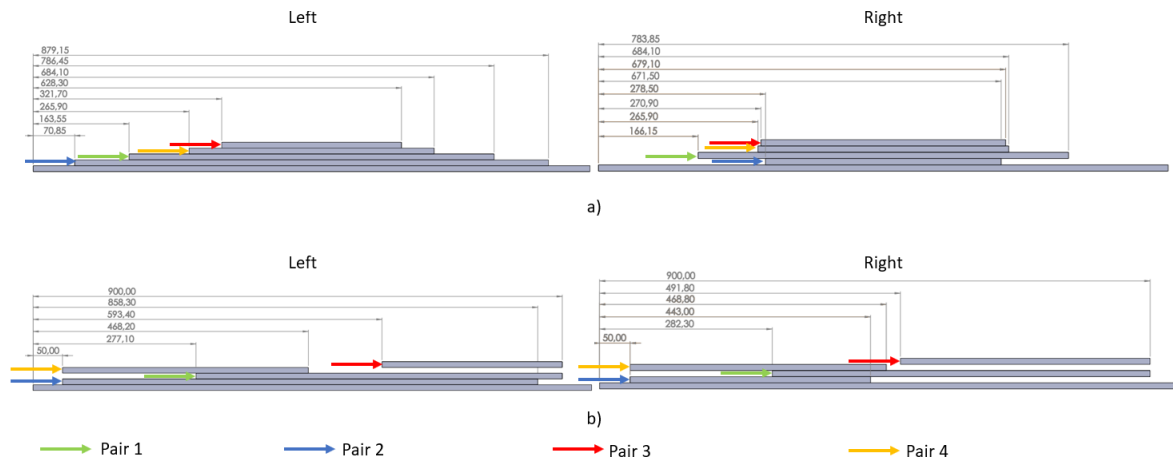 Left
Right
879,15
786,45
684,10
628,30
321,70
265,90
163,55
70,85
783,85
684,10
679,10
671,50
278,50
270,90
265,90
166,15
a)
Left
Right
900,00
858,30
593,40
468,20
277,10
50,00
900,00
491,80
468,80
443,00
282,30
50,00
b)
Pair 1
Pair 2
Pair 3
Pair 4